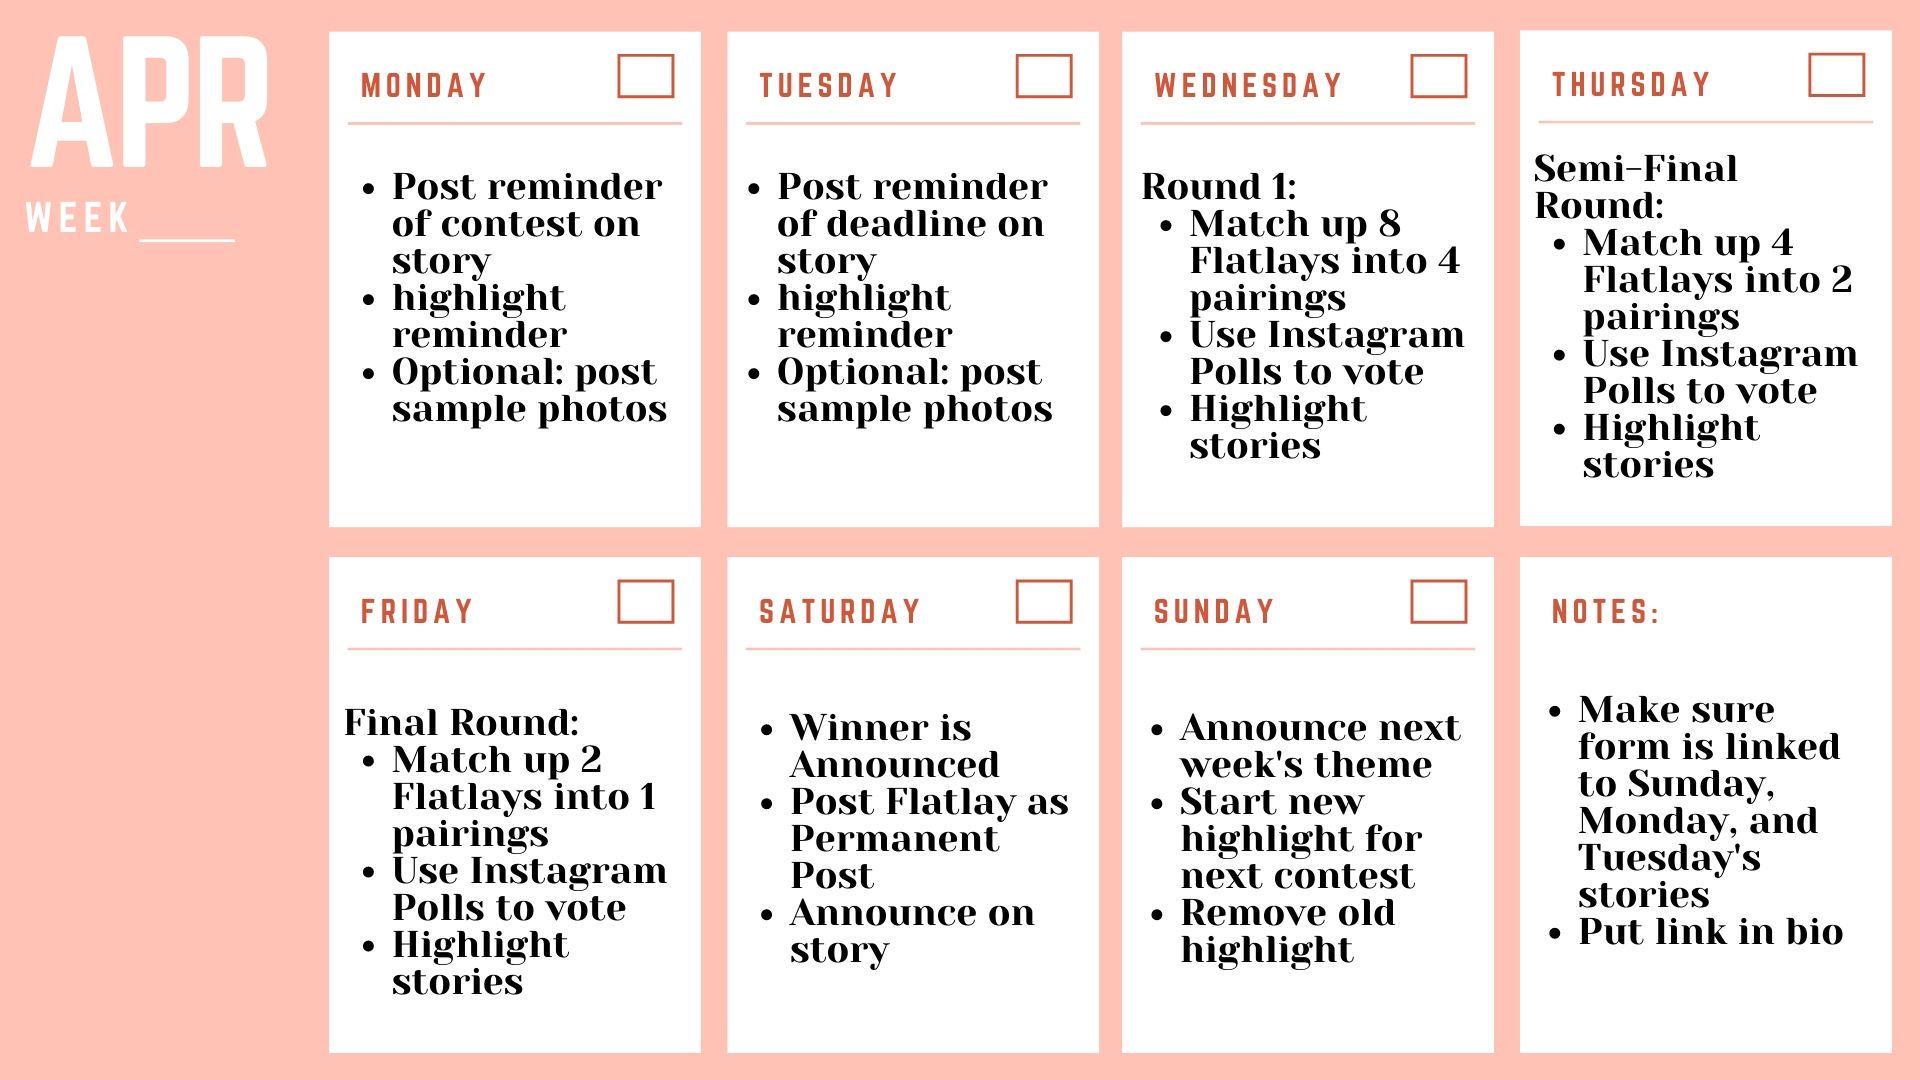 APR
WEEK
MONDAY
• Post reminder
of contest on
story
• highlight
reminder
• Optional: post
sample photos
TUESDAY
• Post reminder
of deadline on
story
• highlight
reminder
• Optional: post
sample photos
WEDNESDAY
Round 1:
• Match up 8
Flatlays into 4
pairings
• Use Instagram
Polls to vote
• Highlight
stories
THURSDAY
Semi-Final
Round:
• Match up 4
Flatlays into 2
pairings
• Use Instagram
Polls to vote
• Highlight
stories
FRIDAY
Final Round:
• Match up 2
Flatlays into 1
pairings
• Use Instagram
Polls to vote
• Highlight
stories
SATURDAY
• Winner is
Announced
• Post Flatlay as
Permanent
Post
• Announce on
story
SUNDAY
• Announce next
week's theme
• Start new
highlight for
next contest
• Remove old
highlight
NOTES:
• Make sure
form is linked
to Sunday,
Monday, and
Tuesday's
stories
• Put link in bio